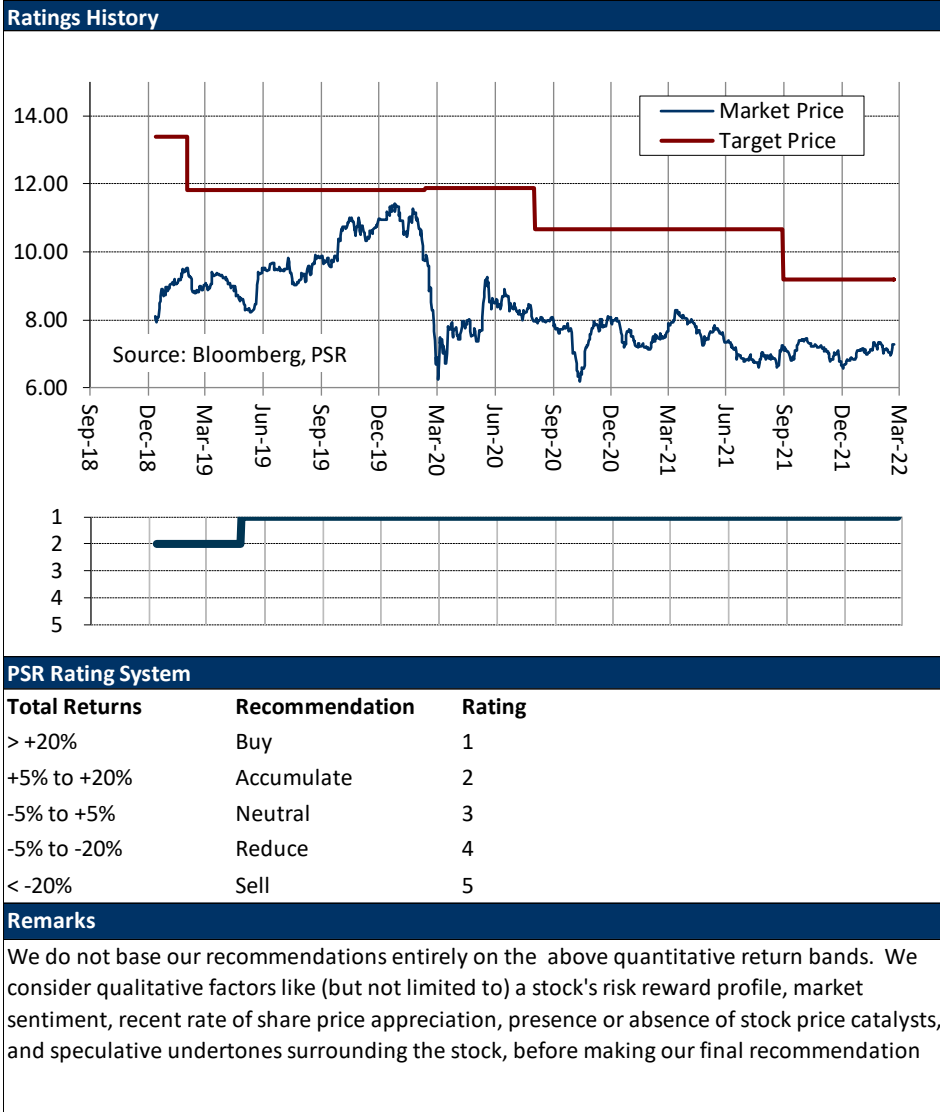 Ratings History
Market Price
Target Price
14.00
12.00
10.00
8.00
6.00
Source: Bloomberg, PSR
Sep-18
Dec-18
Mar-19
Jun-19
Sep-19
Dec-19
Mar-20
Jun-20
Sep-20
Dec-20
Mar-21
Jun-21
Sep-21
Dec-21
Mar-22
1
2
3
4
5
PSR Rating System
Total Returns Recommendation Rating
> +20% Buy 1
+5% to +20% Accumulate 2
-5% to +5% Neutral 3
-5% to -20% Reduce 4
< -20% Sell 5
Remarks
We do not base our recommendations entirely on the above quantitative return bands. We
consider qualitative factors like (but not limited to) a stock's risk reward profile, market
sentiment, recent rate of share price appreciation, presence or absence of stock price catalysts,
and speculative undertones surrounding the stock, before making our final recommendation